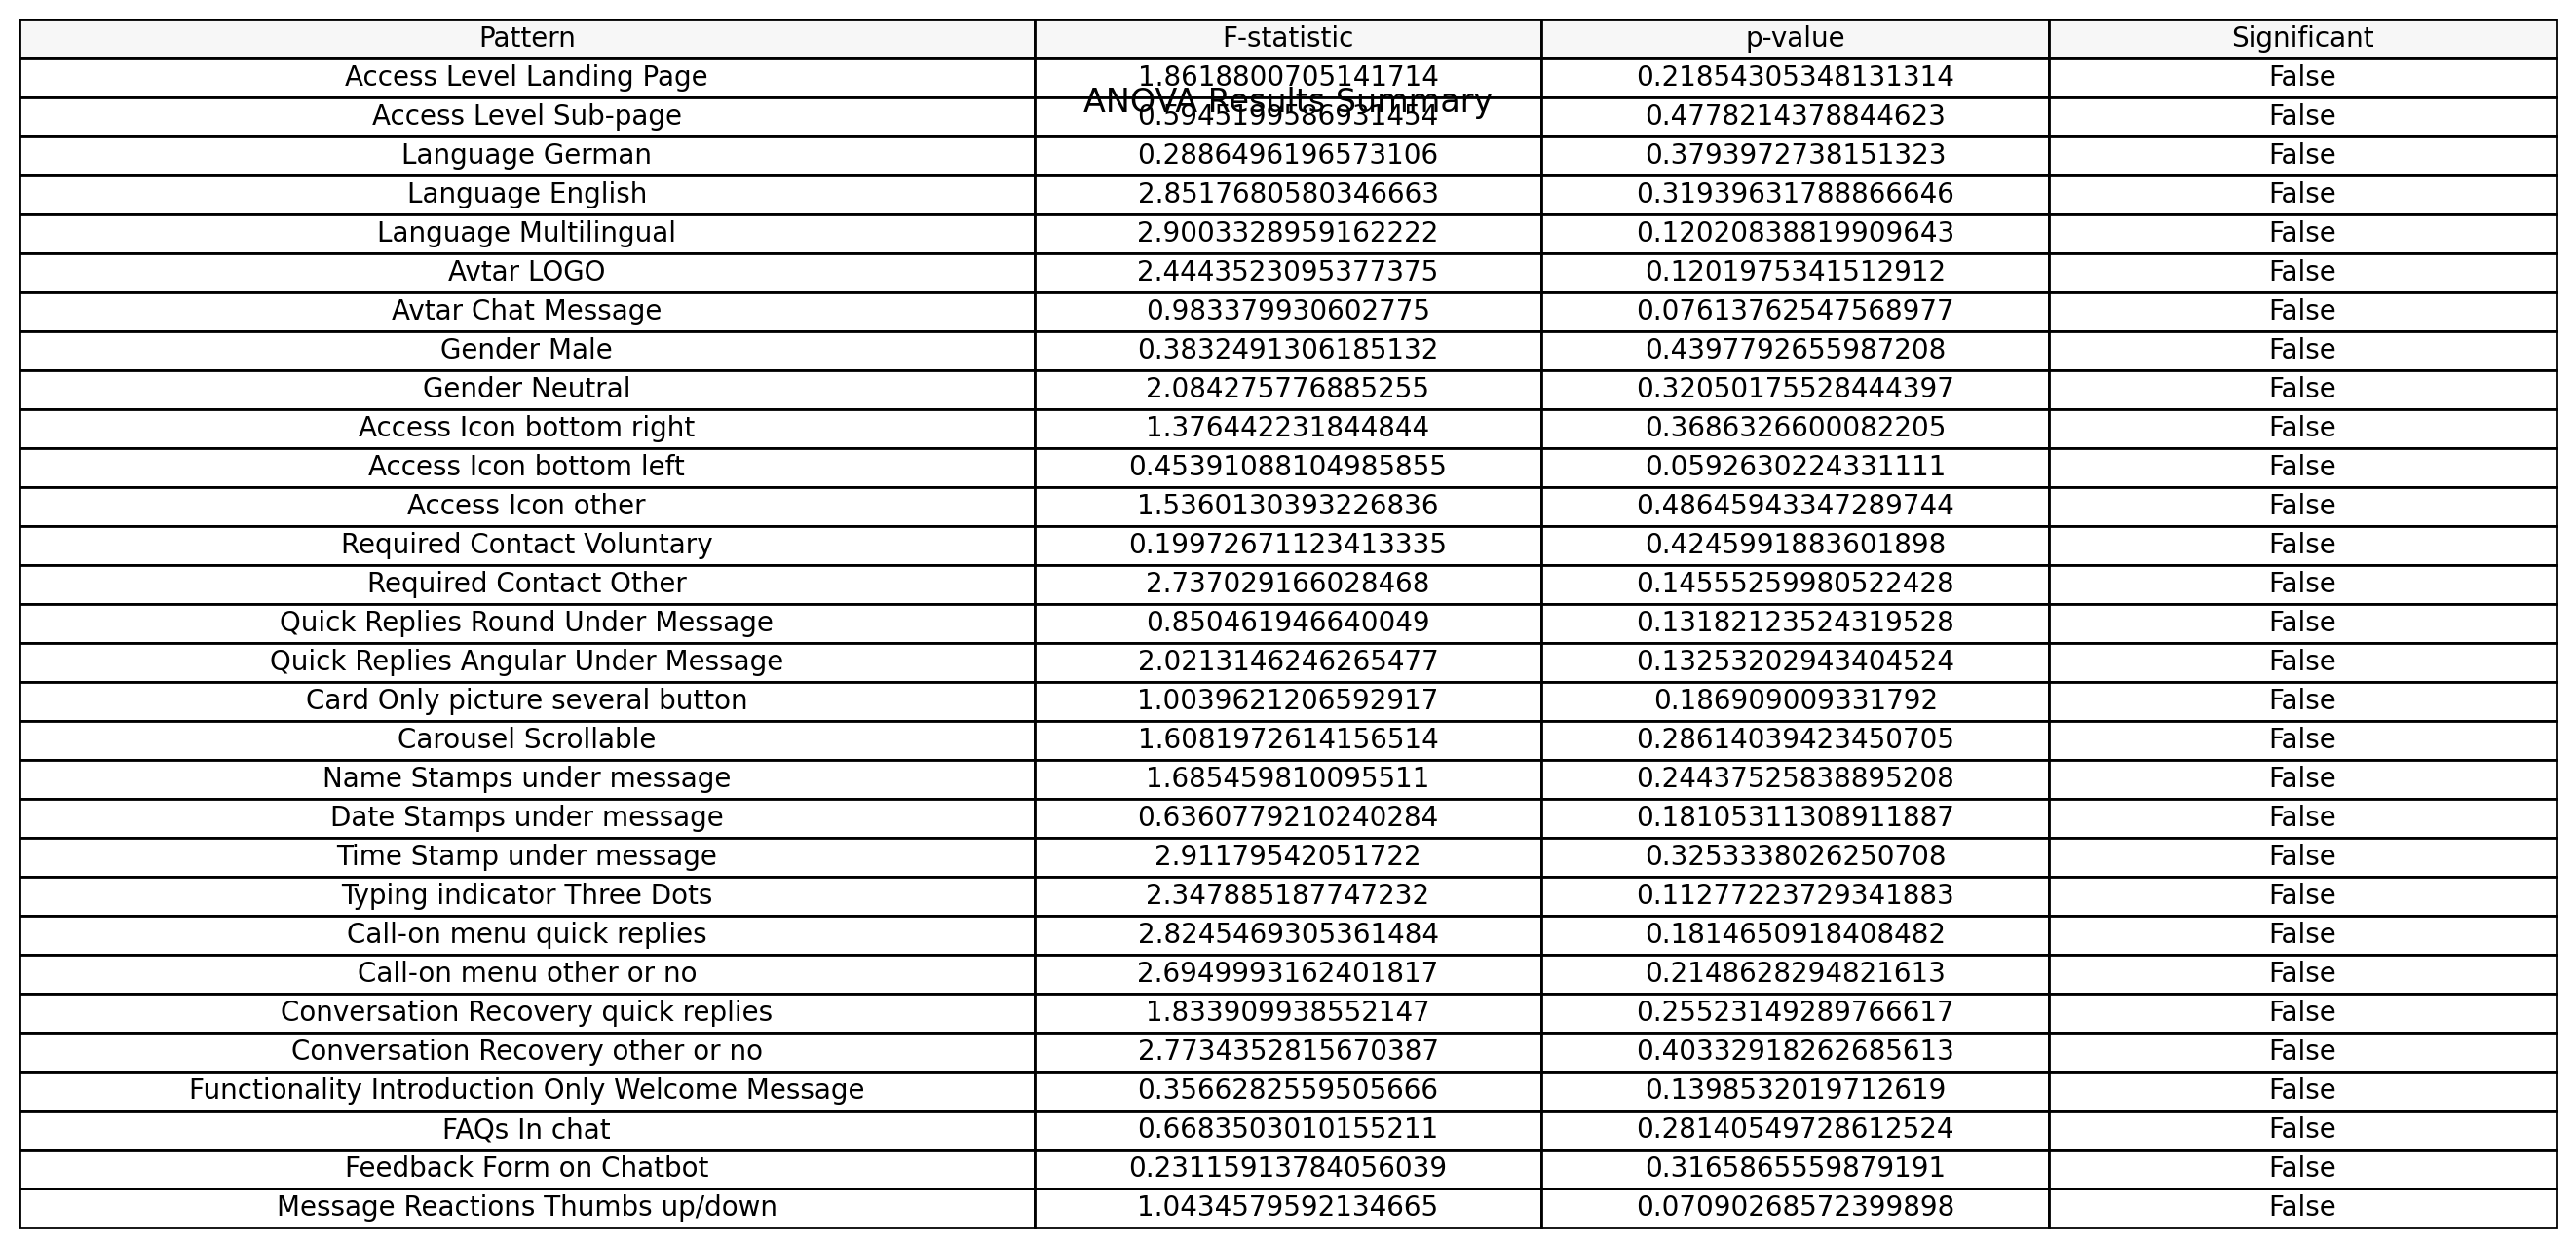 Pattern F-statistic p-value Significant
Access Level Landing Page 1.8618800705141714 0.21854305348131314 False
ANOVA Results Summary
Access Level Sub-page 0.5945199586931454 0.4778214378844623 False
Language German 0.2886496196573106 0.3793972738151323 False
Language English 2.8517680580346663 0.31939631788866646 False
Language Multilingual 2.9003328959162222 0.12020838819909643 False
Avtar LOGO 2.4443523095377375 0.1201975341512912 False
Avtar Chat Message 0.983379930602775 0.07613762547568977 False
Gender Male 0.3832491306185132 0.4397792655987208 False
Gender Neutral 2.084275776885255 0.32050175528444397 False
Access Icon bottom right 1.376442231844844 0.3686326600082205 False
Access Icon bottom left 0.45391088104985855 0.0592630224331111 False
Access Icon other 1.5360130393226836 0.48645943347289744 False
Required Contact Voluntary 0.19972671123413335 0.4245991883601898 False
Required Contact Other 2.737029166028468 0.14555259980522428 False
Quick Replies Round Under Message 0.850461946640049 0.13182123524319528 False
Quick Replies Angular Under Message 2.0213146246265477 0.13253202943404524 False
Card Only picture several button 1.0039621206592917 0.186909009331792 False
Carousel Scrollable 1.6081972614156514 0.28614039423450705 False
Name Stamps under message 1.685459810095511 0.24437525838895208 False
Date Stamps under message 0.6360779210240284 0.18105311308911887 False
Time Stamp under message 2.91179542051722 0.3253338026250708 False
Typing indicator Three Dots 2.347885187747232 0.11277223729341883 False
Call-on menu quick replies 2.8245469305361484 0.1814650918408482 False
Call-on menu other or no 2.6949993162401817 0.2148628294821613 False
Conversation Recovery quick replies 1.833909938552147 0.25523149289766617 False
Conversation Recovery other or no 2.7734352815670387 0.40332918262685613 False
Functionality Introduction Only Welcome Message 0.3566282559505666 0.1398532019712619 False
FAQs In chat 0.6683503010155211 0.28140549728612524 False
Feedback Form on Chatbot 0.23115913784056039 0.3165865559879191 False
Message Reactions Thumbs up/down 1.0434579592134665 0.07090268572399898 False